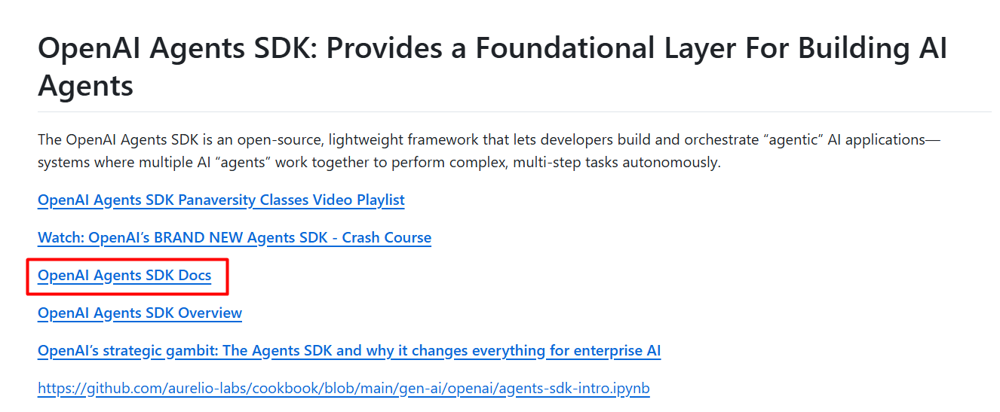 OpenAI Agents SDK: Provides a Foundational Layer For Building AI
Agents
The OpenAI Agents SDK is an open-source, lightweight framework that lets developers build and orchestrate “agentic” AI applications—
systems where multiple AI “agents” work together to perform complex, multi-step tasks autonomously.
OpenAI Agents SDK Panaversity Classes Video Playlist
Watch: OpenAI’s BRAND NEW Agents SDK - Crash Course
OpenAI Agents SDK Docs
OpenAI Agents SDK Overview
OpenAI’s strategic gambit: The Agents SDK and why it changes everything for enterprise AI
https://github.com/aurelio-labs/cookbook/blob/main/gen-ai/openai/agents-sdk-intro.ipynb